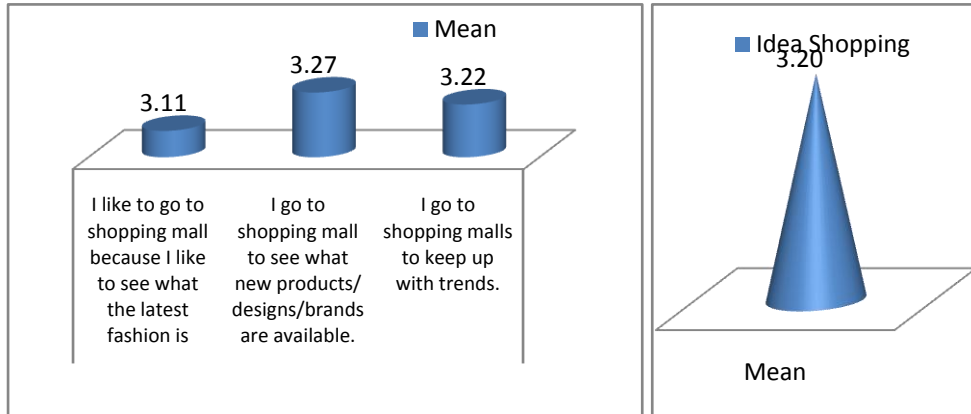 Mean
3.11
3.27
3.22
I like to go to
shopping mall
because I like
to see what
the latest
fashion is
I go to
shopping mall
to see what
new products/
designs/brands
are available.
I go to
shopping malls
to keep up
with trends.
Idea Shopping
3.20
Mean